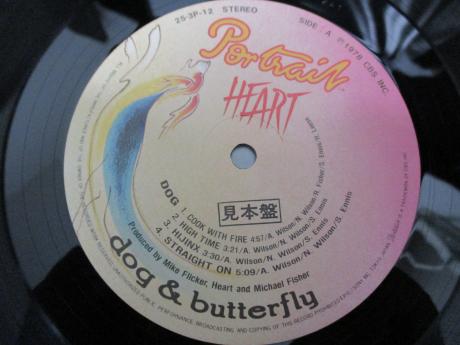 25-3P-12 STEREO
SIDE A ℗ 1978 CBS, INC.
Portrait
HEART
DOG
見本盤
1. COOK WITH FIRE 4:57/A. Wilson/N. Wilson/R. Fisher/S. Ennis/H. Leese
2. HIGH TIME 3:21/A. Wilson/N. Wilson/S. Ennis
3. HIJINX 3:30/A. Wilson/N. Wilson/S. Ennis
4. STRAIGHT ON 5:09/A. Wilson/N. Wilson/S. Ennis
Produced by Mike Flicker, Heart and Michael Fisher
dog & butterfly